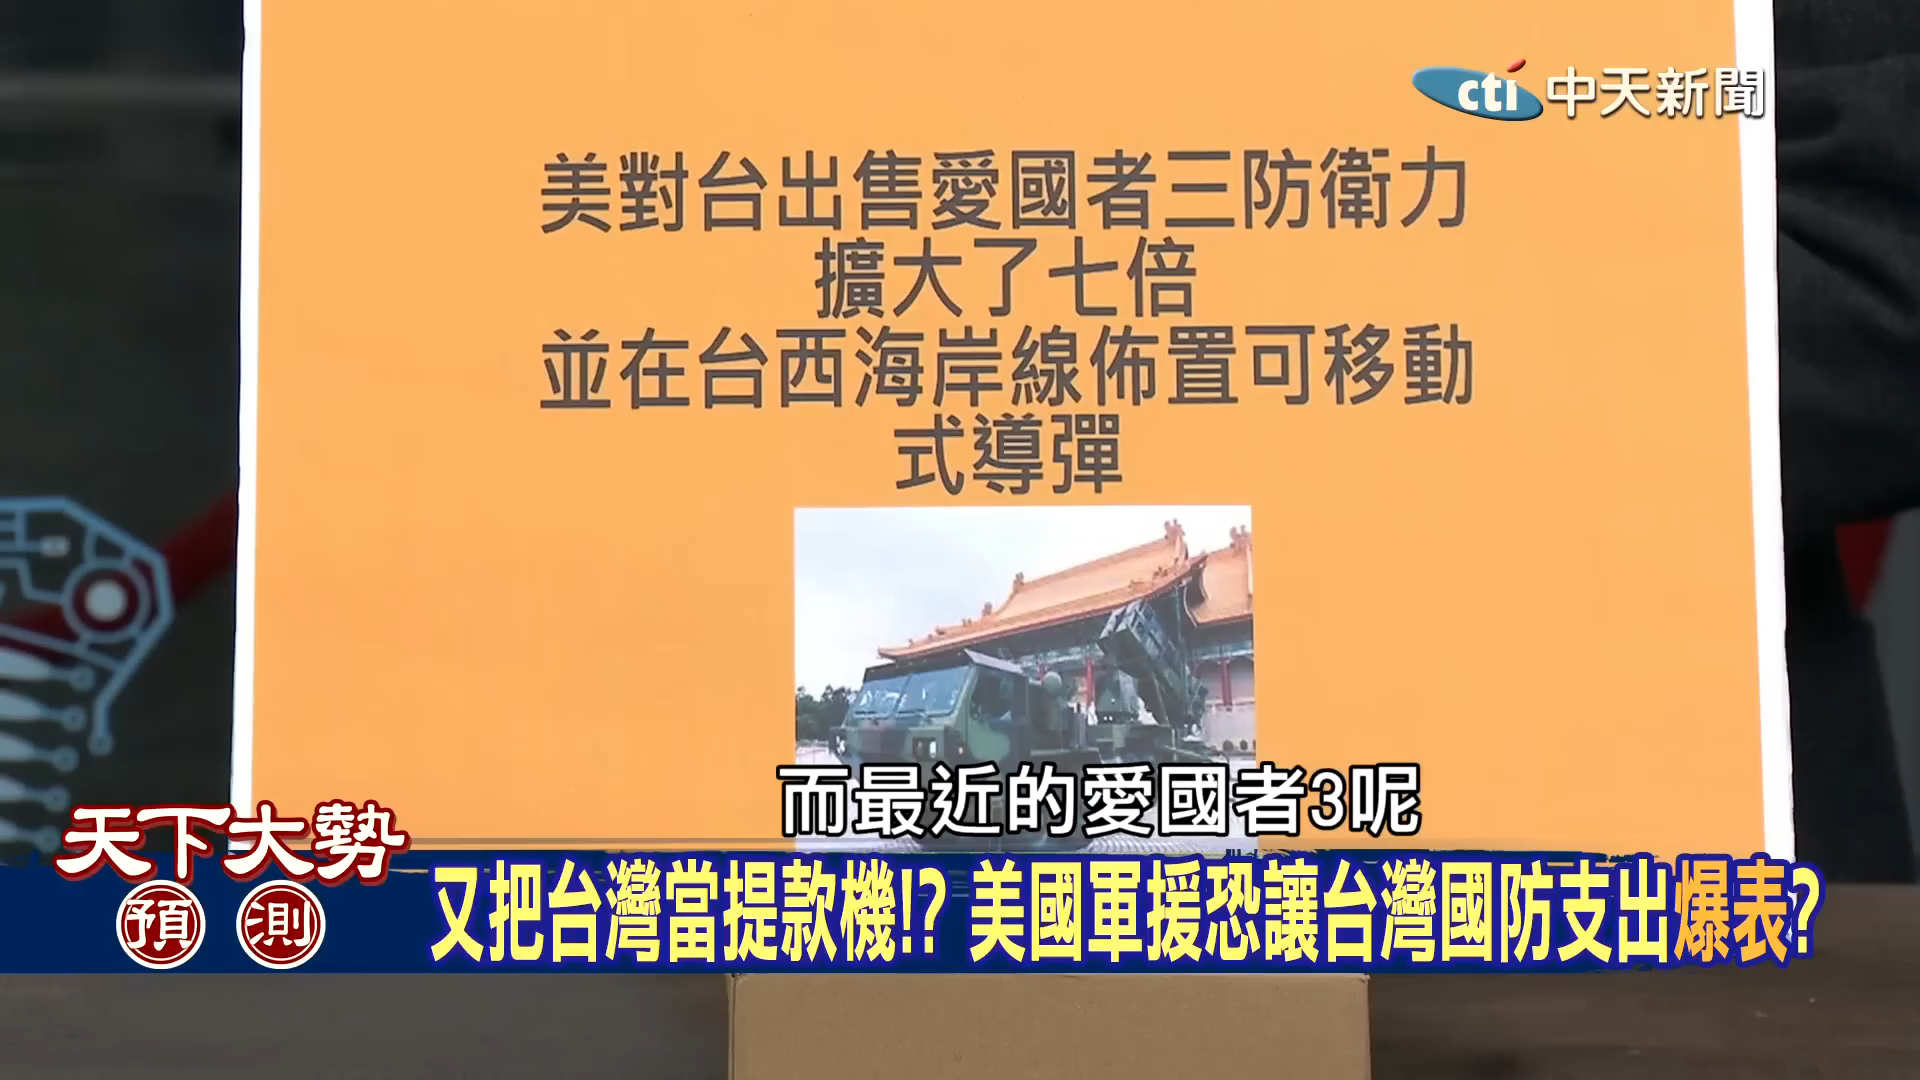 cti 中天新聞
美對台出售愛國者三防衛力
擴大了七倍
並在台西海岸線佈置可移動
式導彈
而最近的愛國者3呢
天下大勢
預測
又把台灣當提款機!? 美國軍援恐讓台灣國防支出爆表?